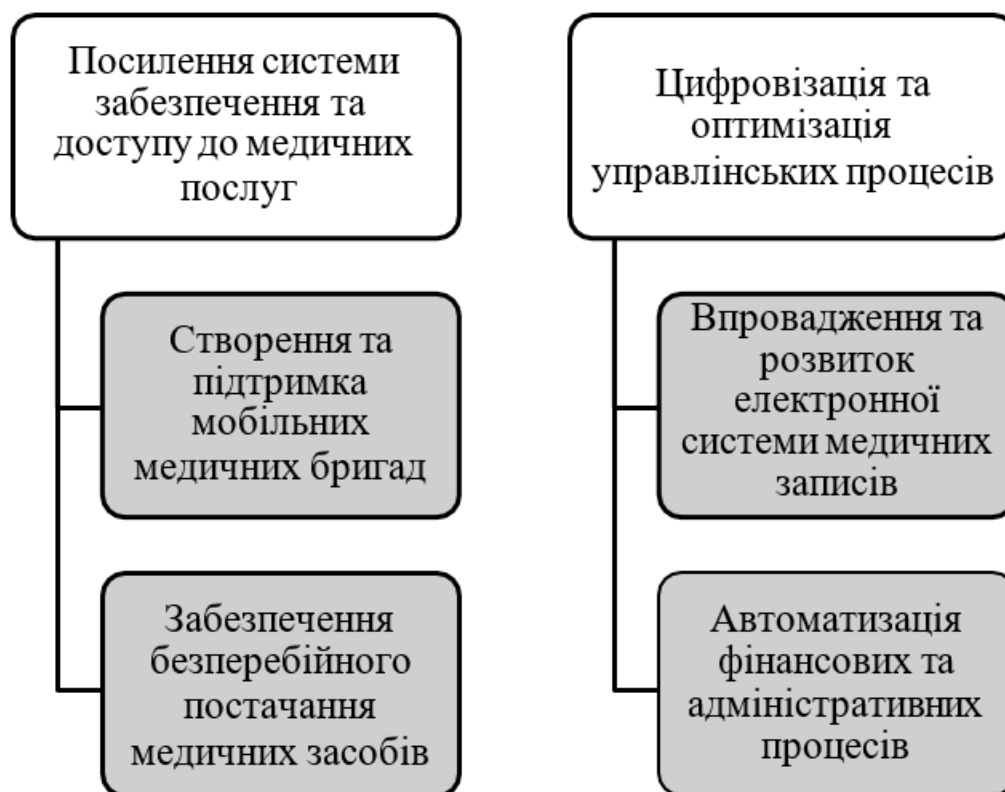 Посилення системи
забезпечення та
доступу до медичних
послуг
Створення та
підтримка
мобільних
медичних бригад
Забезпечення
безперебійного
постачання
медичних засобів
Цифровізація та
оптимізація
управлінських процесів
Впровадження та
розвиток
електронної
системи медичних
записів
Автоматизація
фінансових та
адміністративних
процесів